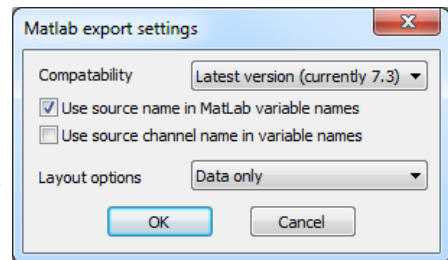 Matlab export settings
Compatability Latest version (currently 7.3)
Use source name in MatLab variable names
Use source channel name in variable names
Layout options Data only
OK Cancel